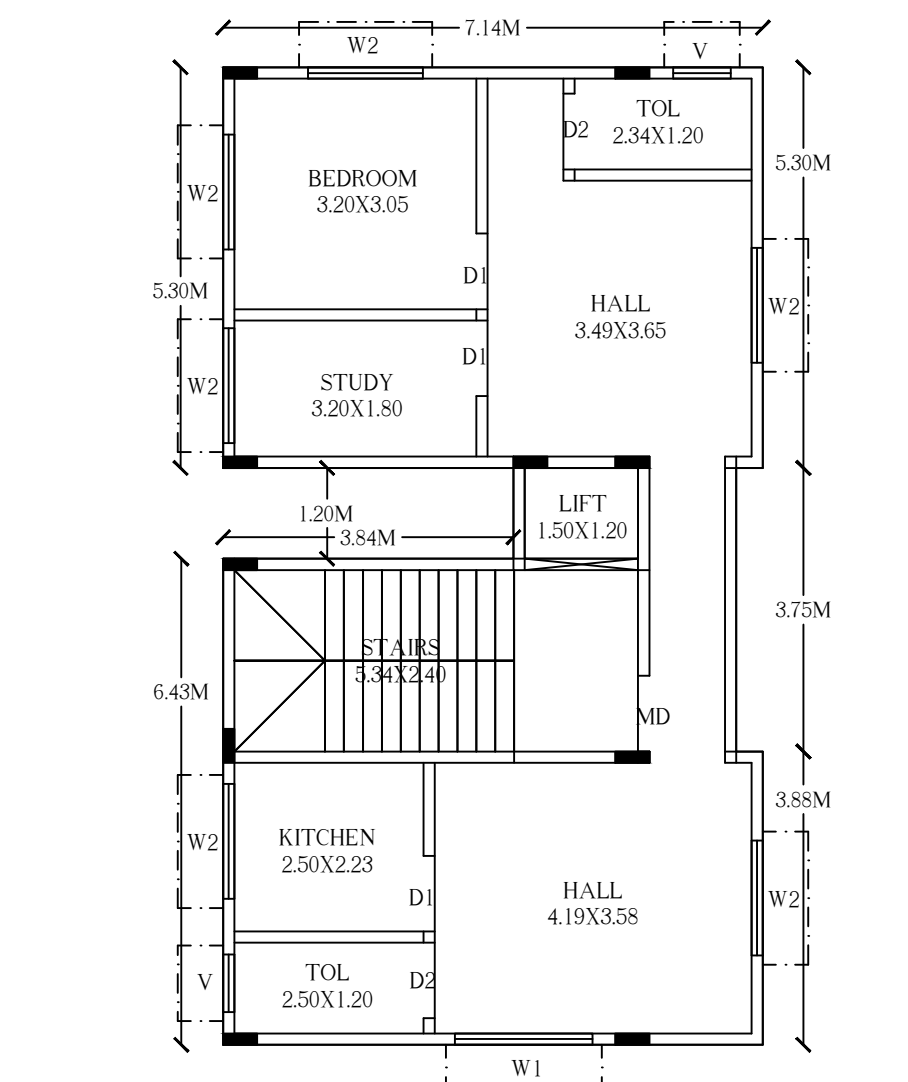 7.14M
W2
V
TOL
2.34X1.20
D2
5.30M
BEDROOM
3.20X3.05
W2
D1
5.30M
HALL
3.49X3.65
W2
D1
STUDY
3.20X1.80
W2
LIFT
1.50X1.20
1.20M
3.84M
3.75M
STAIRS
5.34X2.40
6.43M
MD
3.88M
KITCHEN
2.50X2.23
W2
D1
HALL
4.19X3.58
W2
TOL
2.50X1.20
V
D2
W1